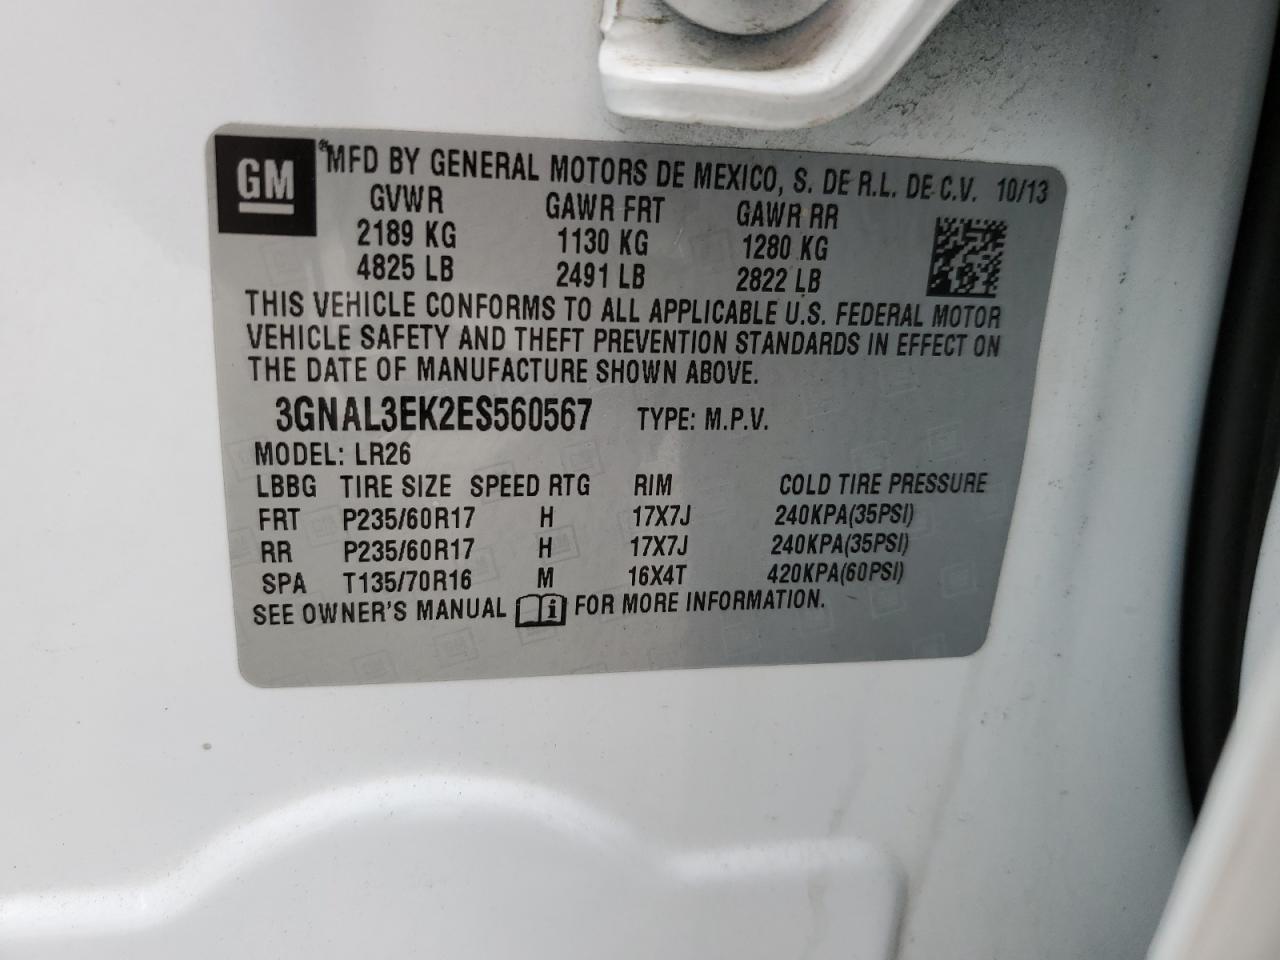 GM
MFD BY GENERAL MOTORS DE MEXICO, S. DE R.L. DE C.V. 10/13
GVWR GAWR FRT GAWR RR
2189 KG 1130 KG 1280 KG
4825 LB 2491 LB 2822 LB
THIS VEHICLE CONFORMS TO ALL APPLICABLE U.S. FEDERAL MOTOR
VEHICLE SAFETY AND THEFT PREVENTION STANDARDS IN EFFECT ON
THE DATE OF MANUFACTURE SHOWN ABOVE.
3GNAL3EK2ES560567 TYPE: M.P.V.
MODEL: LR26
LBBG TIRE SIZE SPEED RTG RIM COLD TIRE PRESSURE
FRT P235/60R17 H 17X7J 240KPA(35PSI)
RR P235/60R17 H 17X7J 240KPA(35PSI)
SPA T135/70R16 M 16X4T 420KPA(60PSI)
SEE OWNER'S MANUAL i FOR MORE INFORMATION.